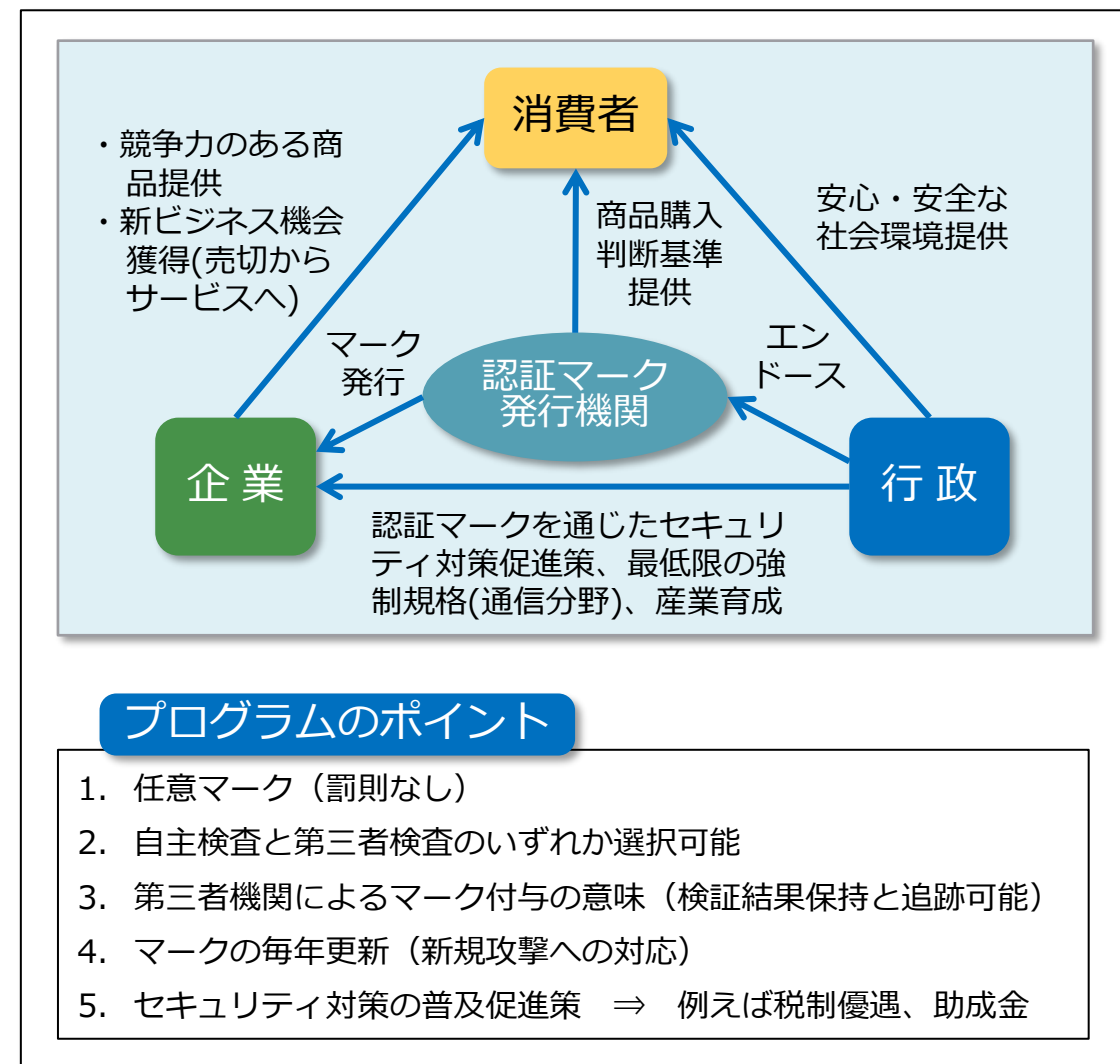 消費者
・競争力のある商
品提供
・新ビジネス機会
獲得(売切から
サービスへ)
商品購入
判断基準
提供
安心・安全な
社会環境提供
マーク
発行
認証マーク
発行機関
エン
ドース
企 業
行 政
認証マークを通じたセキュリ
ティ対策促進策、最低限の強
制規格(通信分野)、産業育成
プログラムのポイント
1. 任意マーク（罰則なし）
2. 自主検査と第三者検査のいずれか選択可能
3. 第三者機関によるマーク付与の意味（検証結果保持と追跡可能）
4. マークの毎年更新（新規攻撃への対応）
5. セキュリティ対策の普及促進策　⇒　例えば税制優遇、助成金